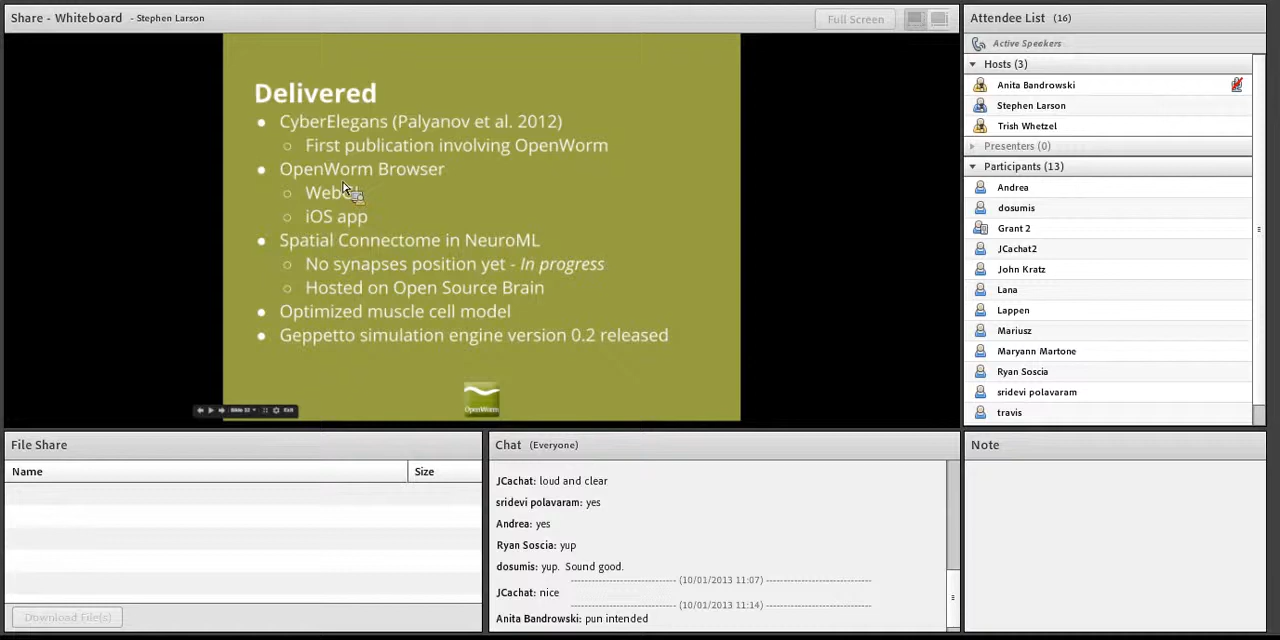 Share - Whiteboard - Stephen Larson
Full Screen
Delivered
CyberElegans (Palyanov et al. 2012)
First publication involving OpenWorm
OpenWorm Browser
iOS app
Spatial Connectome in NeuroML
No synapses position yet - In progress
Hosted on Open Source Brain
Optimized muscle cell model
Geppetto simulation engine version 0.2 released
OpenWorm
Attendee List (16)
Active Speakers
Hosts (3)
Anita Bandrowski
Stephen Larson
Trish Whetzel
Presenters (0)
Participants (13)
Andrea
dosumis
Grant 2
JCachat2
John Kratz
Lana
Lappen
Mariusz
Maryann Martone
Ryan Soscia
sridevi polavaram
travis
File Share
Name Size
Download File(s)
Chat (Everyone)
JCachat: loud and clear
sridevi polavaram: yes
Andrea: yes
Ryan Soscia: yup
dosumis: yup. Sound good.
(10/01/2013 11:07)
JCachat: nice
(10/01/2013 11:14)
Anita Bandrowski: pun intended
Note